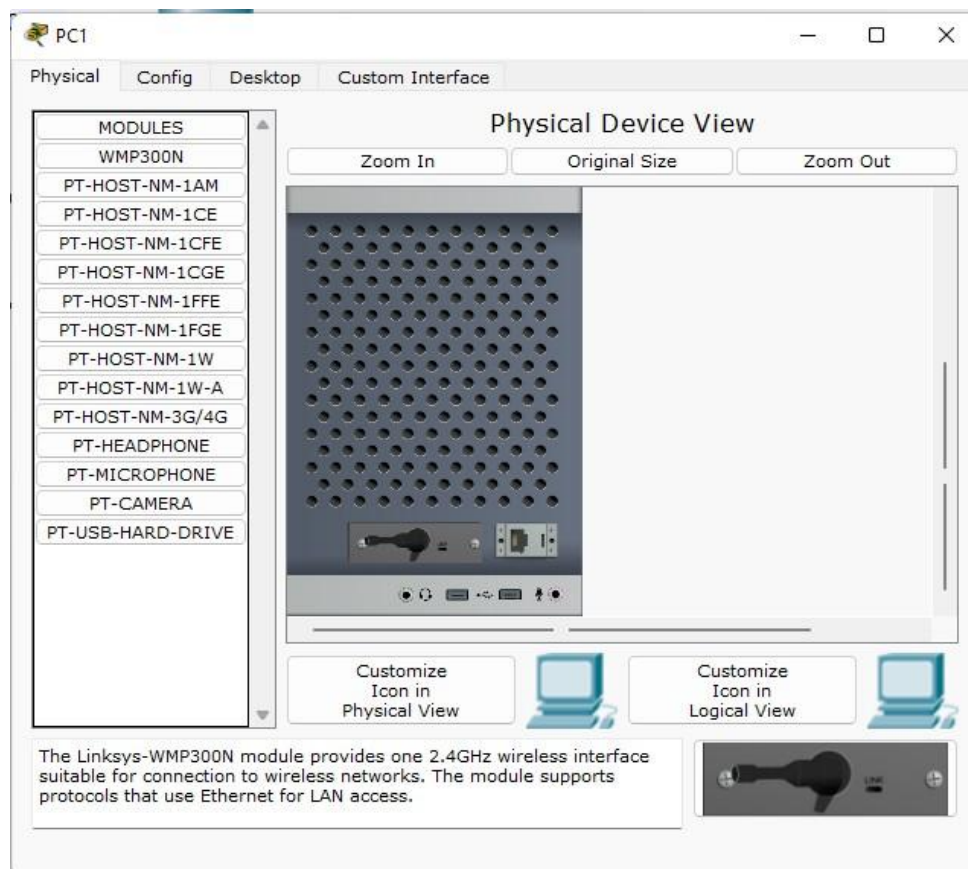 PC1
Physical Config Desktop Custom Interface
MODULES
WMP300N
PT-HOST-NM-1AM
PT-HOST-NM-1CE
PT-HOST-NM-1CFE
PT-HOST-NM-1CGE
PT-HOST-NM-1FFE
PT-HOST-NM-1FGE
PT-HOST-NM-1W
PT-HOST-NM-1W-A
PT-HOST-NM-3G/4G
PT-HEADPHONE
PT-MICROPHONE
PT-CAMERA
PT-USB-HARD-DRIVE
Physical Device View
Zoom In Original Size Zoom Out
Customize
Icon in
Physical View
Customize
Icon in
Logical View
The Linksys-WMP300N module provides one 2.4GHz wireless interface
suitable for connection to wireless networks. The module supports
protocols that use Ethernet for LAN access.
LINK